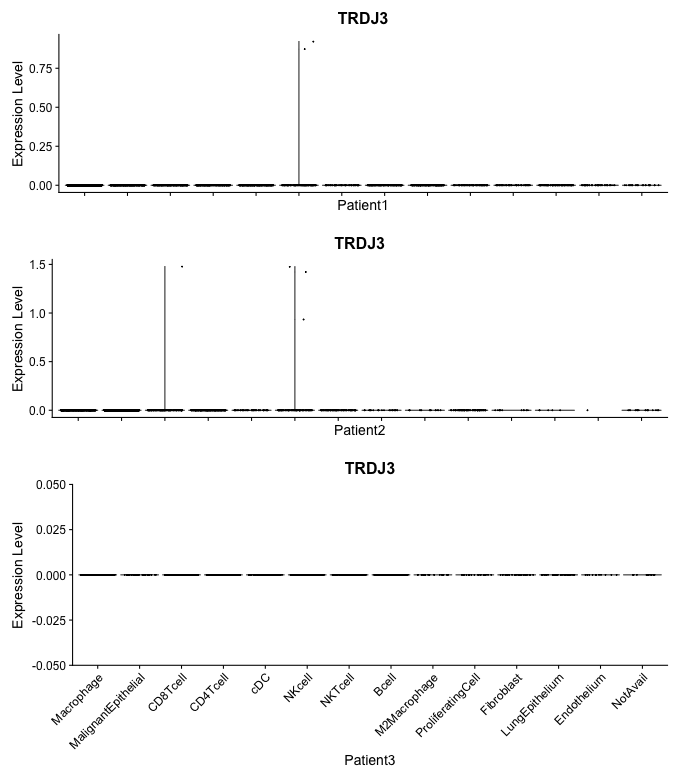 TRDJ3
Expression Level
0.75
0.50
0.25
0.00
Patient1
TRDJ3
Expression Level
1.5
1.0
0.5
0.0
Patient2
TRDJ3
Expression Level
0.050
0.025
0.000
-0.025
-0.050
Macrophage
MalignantEpithelial
CD8Tcell
CD4Tcell
cDC
NKcell
NKTcell
Bcell
M2Macrophage
ProliferatingCell
Fibroblast
LungEpithelium
Endothelium
NotAvail
Patient3